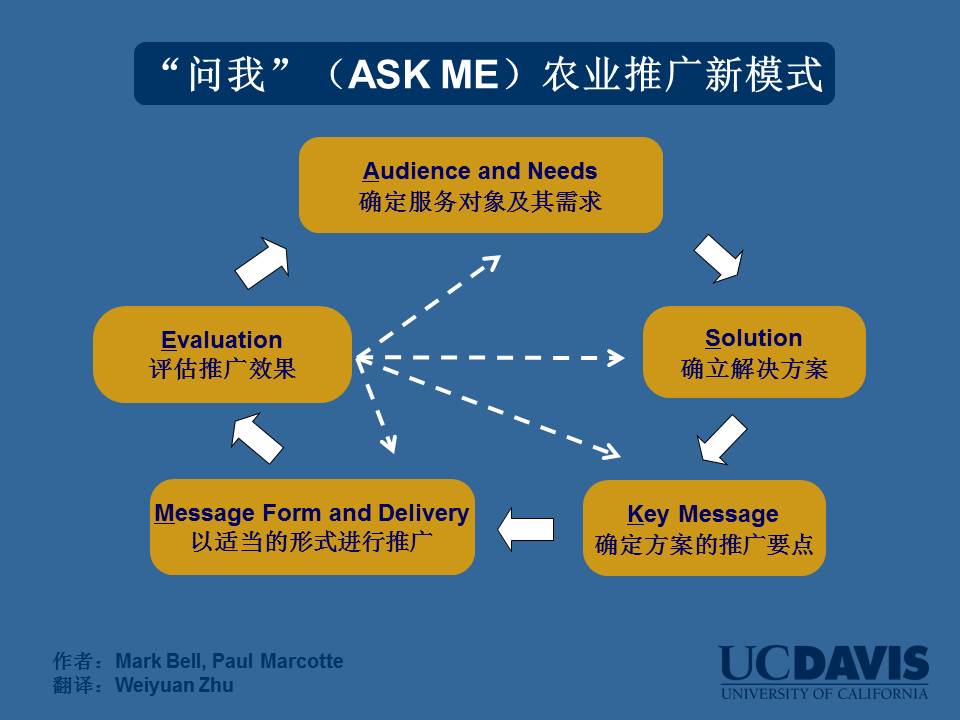 “问我”（ASK ME）农业推广新模式
Audience and Needs
确定服务对象及其需求
Evaluation
评估推广效果
Solution
确立解决方案
Message Form and Delivery
以适当的形式进行推广
Key Message
确定方案的推广要点
作者：Mark Bell, Paul Marcotte
翻译：Weiyuan Zhu
UCDAVIS
UNIVERSITY OF CALIFORNIA